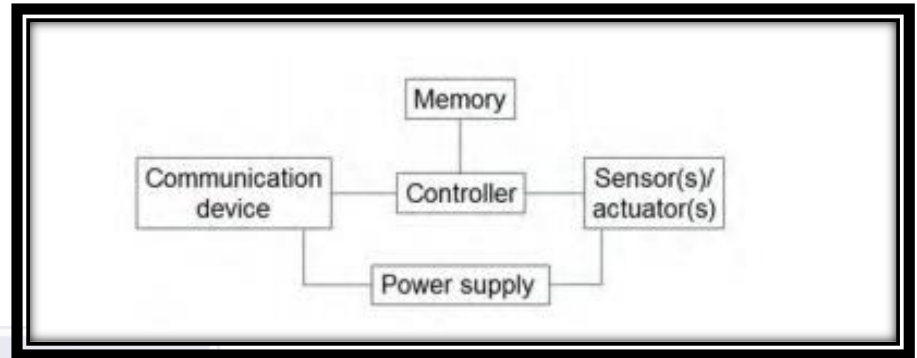 Memory
Communication
device
Controller
Sensor(s)/
actuator(s)
Power supply